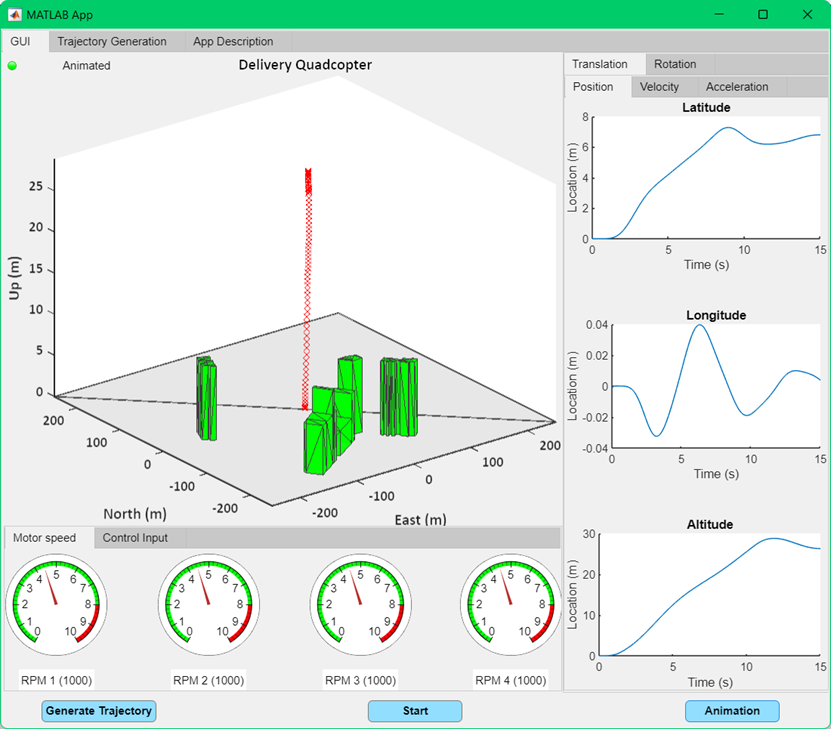 MATLAB App
GUI Trajectory Generation App Description
Animated
Delivery Quadcopter
25
20
15
10
5
0
Up (m)
200
100
0
-100
-200
North (m)
-200
-100
0
100
200
East (m)
Motor speed Control Input
0 1 2 3 4 5 6 7 8 9 10
0 1 2 3 4 5 6 7 8 9 10
0 1 2 3 4 5 6 7 8 9 10
0 1 2 3 4 5 6 7 8 9 10
RPM 1 (1000) RPM 2 (1000) RPM 3 (1000) RPM 4 (1000)
Translation Rotation
Position Velocity Acceleration
Latitude
8
6
4
2
0
Location (m)
0 5 10 15
Time (s)
Longitude
0.04
0.02
0
-0.02
-0.04
Location (m)
0 5 10 15
Time (s)
Altitude
30
20
10
0
Location (m)
0 5 10 15
Time (s)
Generate Trajectory Start Animation